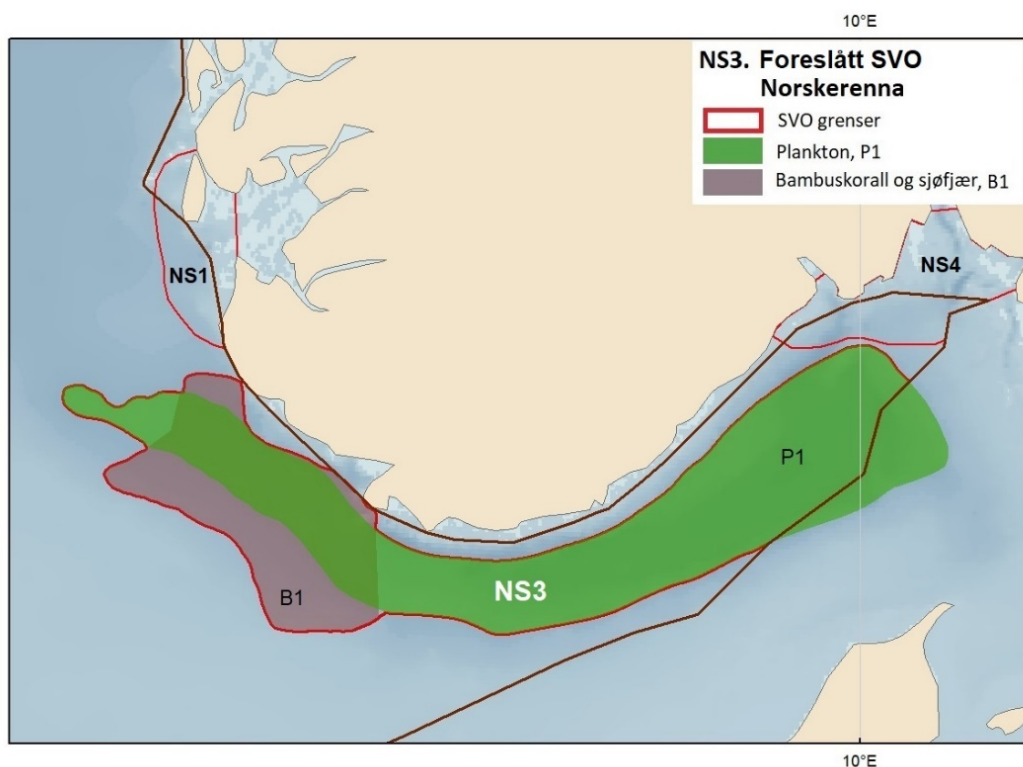 10°E
NS3. Foreslått SVO
Norskerenna
SVO grenser
Plankton, P1
Bambuskorall og sjøfjær, B1
NS1
NS4
P1
NS3
B1
10°E